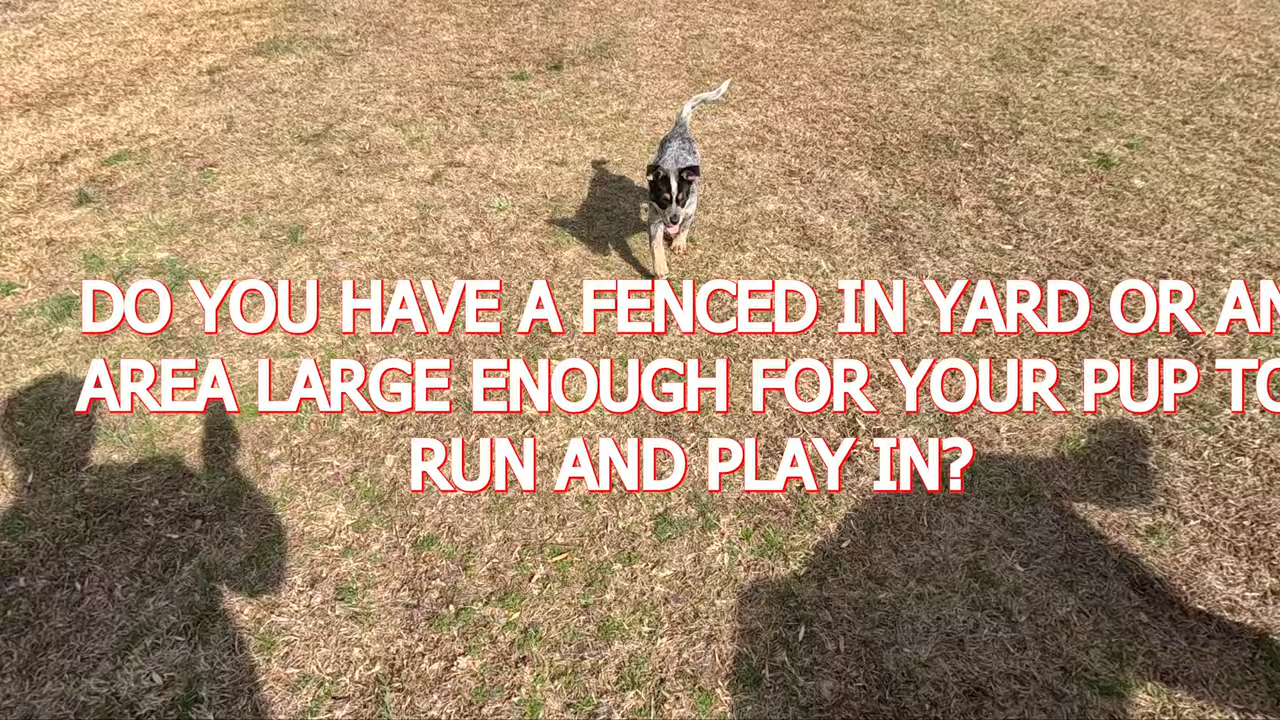 DO YOU HAVE A FENCED IN YARD OR AN
AREA LARGE ENOUGH FOR YOUR PUP TO
RUN AND PLAY IN?